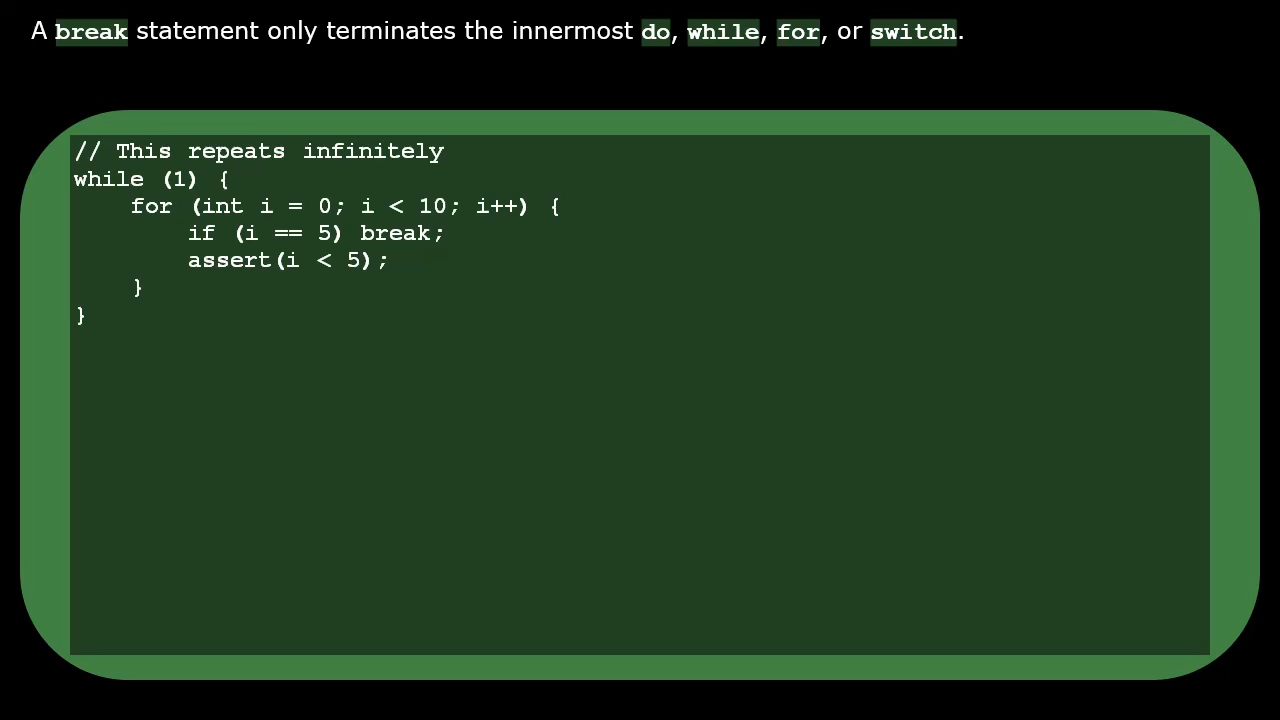 A break statement only terminates the innermost do, while, for, or switch.
// This repeats infinitely
while (1) {
    for (int i = 0; i < 10; i++) {
        if (i == 5) break;
        assert(i < 5);
    }
}